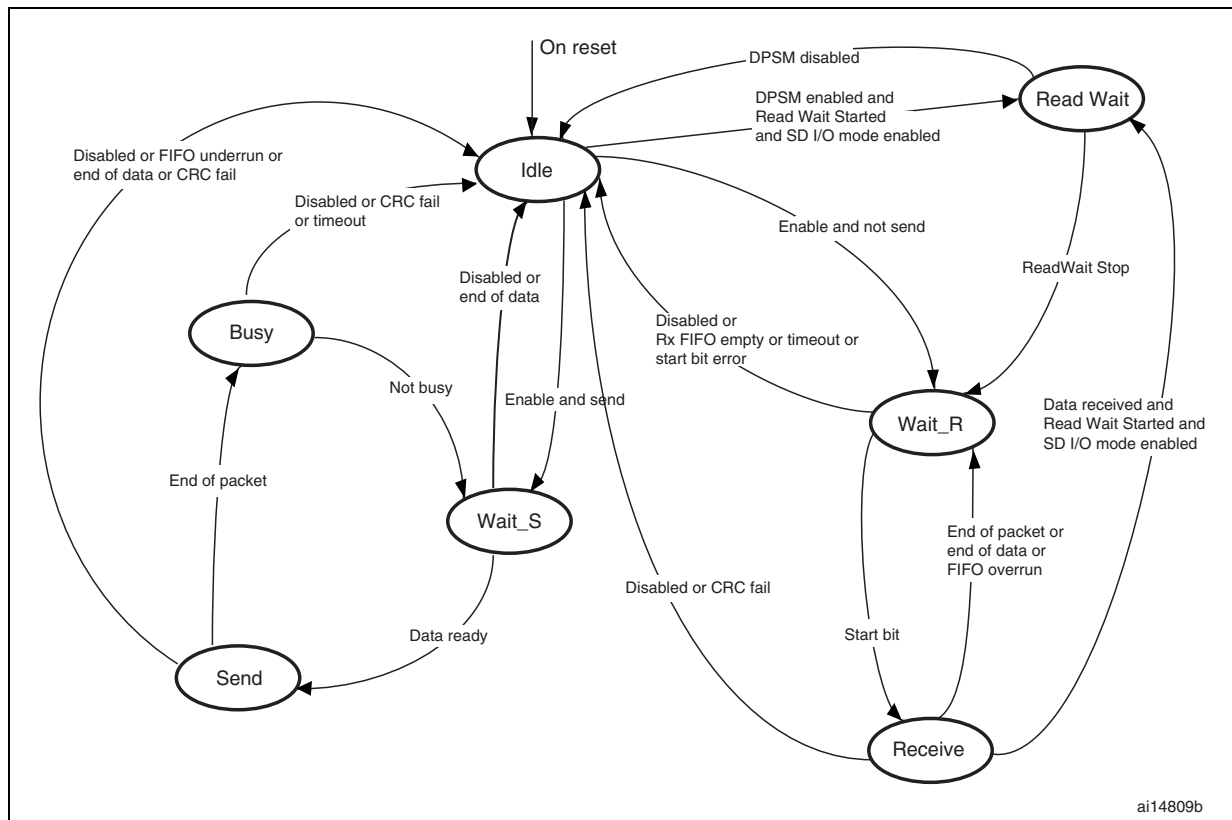 On reset
DPSM disabled
Read Wait
DPSM enabled and
Read Wait Started
and SD I/O mode enabled
Disabled or FIFO underrun or
end of data or CRC fail
Idle
Disabled or CRC fail
or timeout
Enable and not send
Disabled or
end of data
ReadWait Stop
Busy
Disabled or
Rx FIFO empty or timeout or
start bit error
Not busy
Enable and send
Wait_R
Data received and
Read Wait Started and
SD I/O mode enabled
End of packet
Wait_S
End of packet or
end of data or
FIFO overrun
Disabled or CRC fail
Data ready
Start bit
Send
Receive
ai14809b